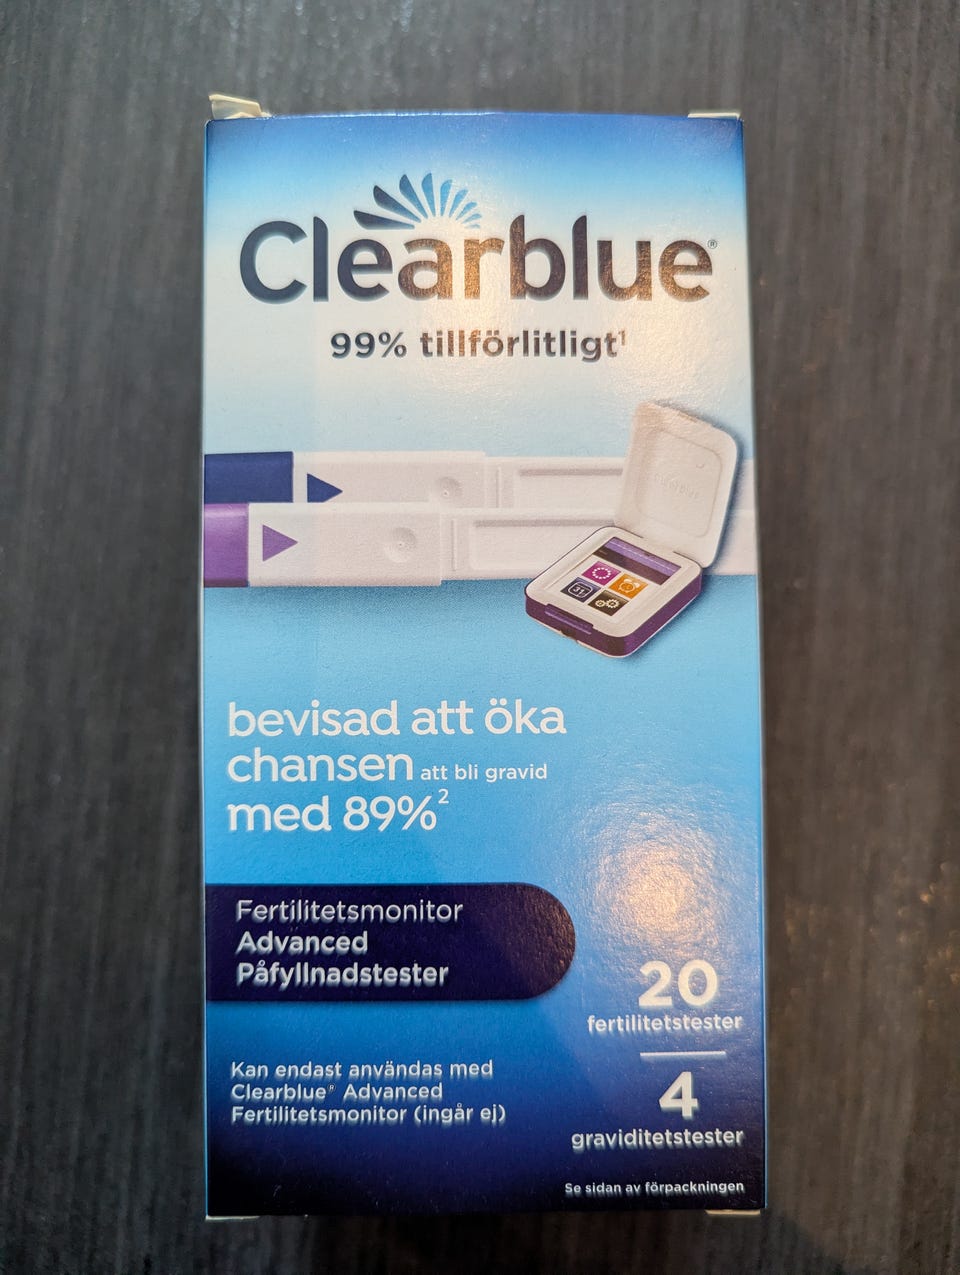 Clearblue®
99% tillförlitligt¹
31
bevisad att öka
chansen att bli gravid
med 89%²
Fertilitetsmonitor
Advanced
Påfyllnadstester
20
fertilitetstester
4
graviditetstester
Kan endast användas med
Clearblue® Advanced
Fertilitetsmonitor (ingår ej)
Se sidan av förpackningen